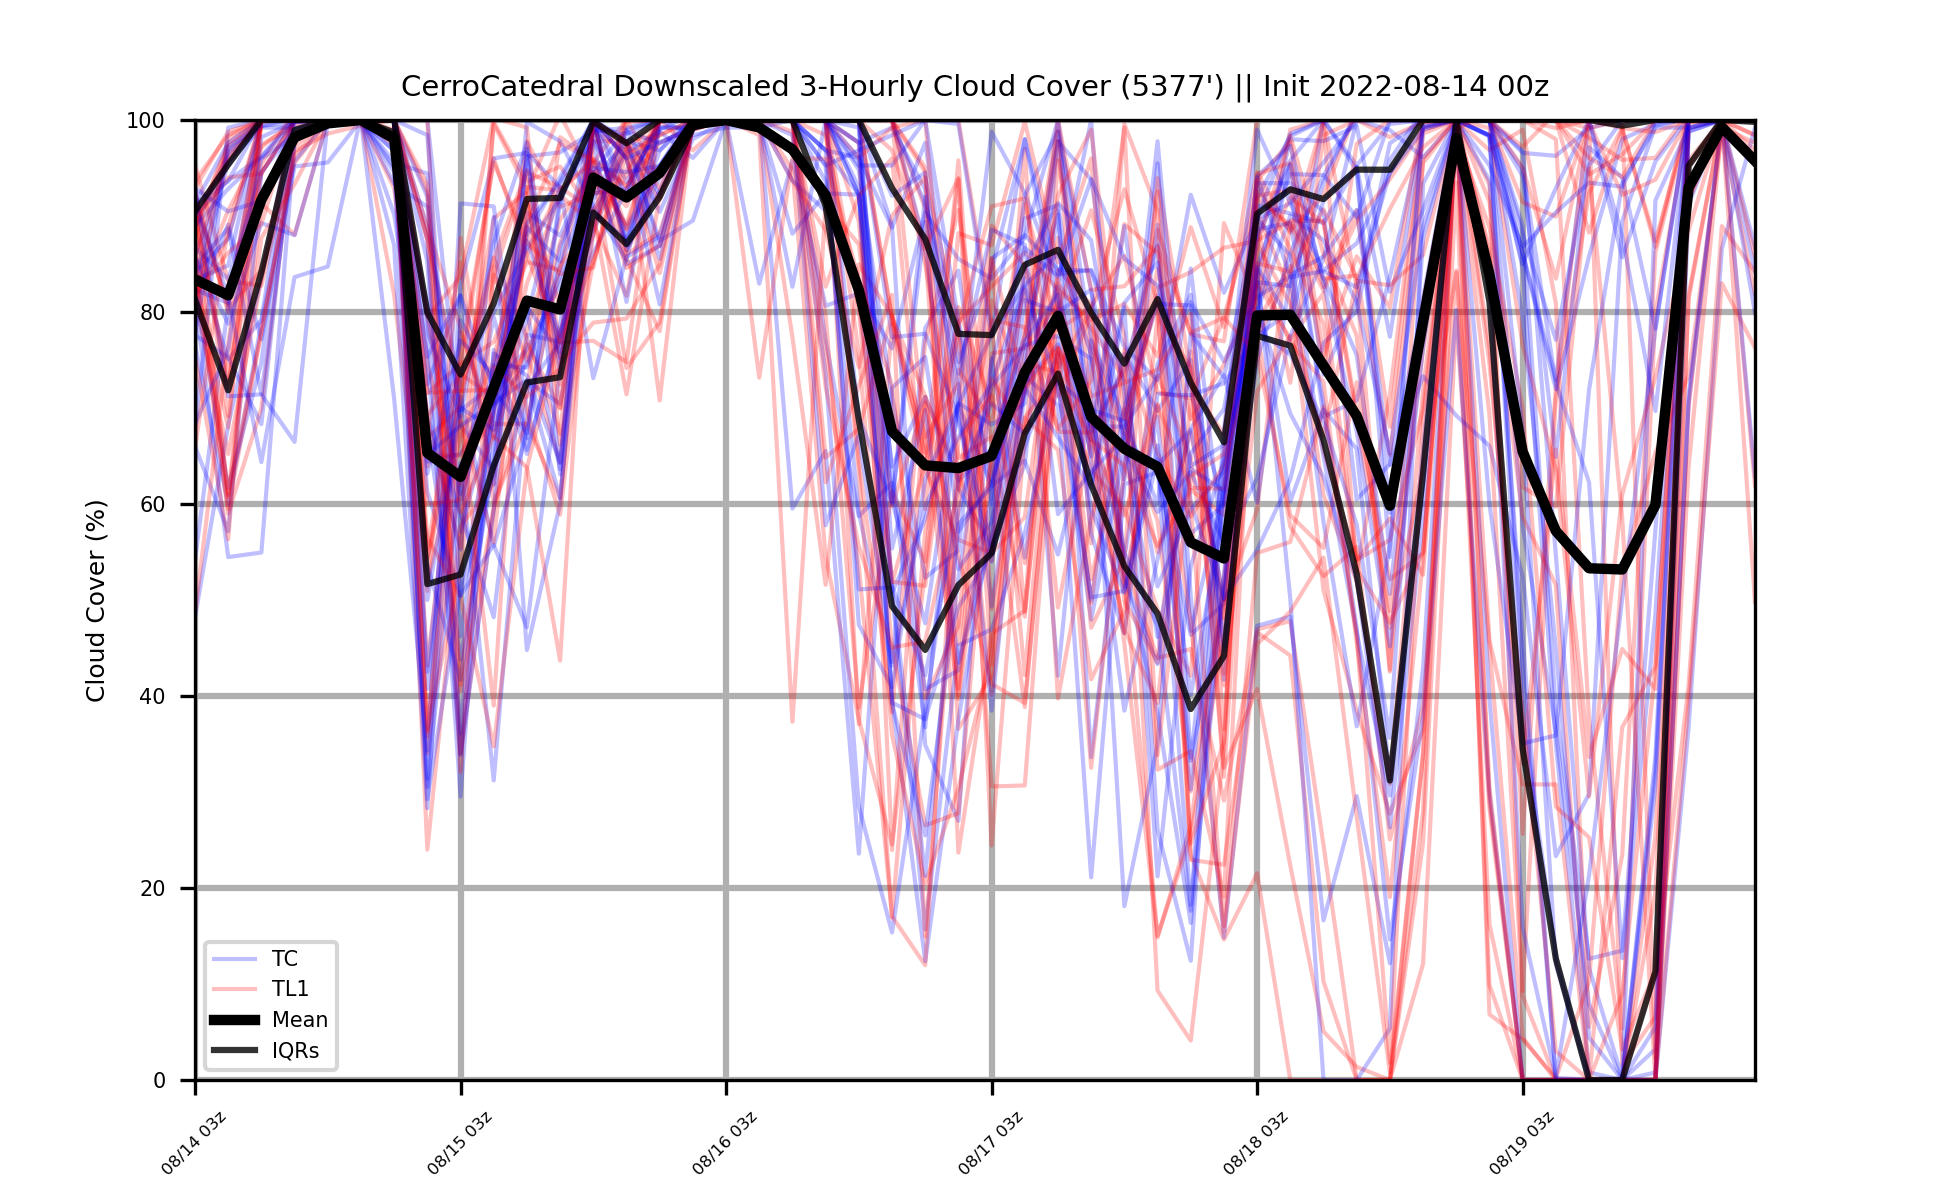 CerroCatedral Downscaled 3-Hourly Cloud Cover (5377') || Init 2022-08-14 00z
Cloud Cover (%)
100
80
60
40
20
0
TC
TL1
Mean
IQRs
08/14 03z
08/15 03z
08/16 03z
08/17 03z
08/18 03z
08/19 03z